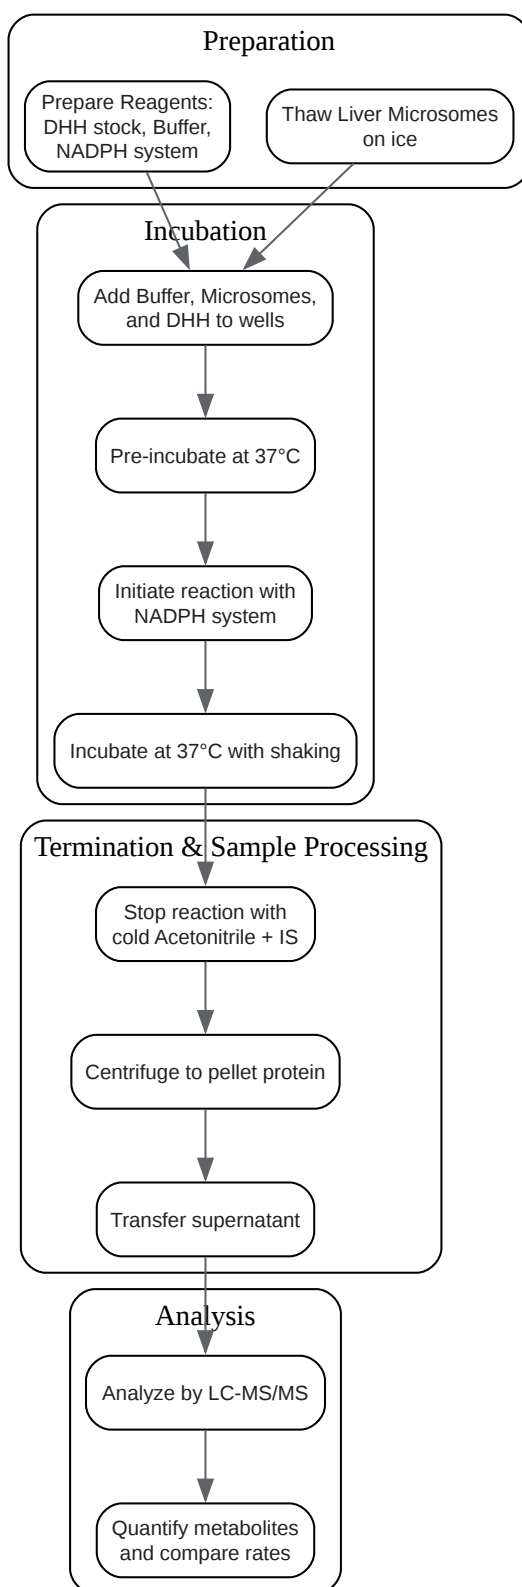 Preparation
Prepare Reagents:
DHH stock, Buffer,
NADPH system
Thaw Liver Microsomes
on ice
Incubation
Add Buffer, Microsomes,
and DHH to wells
Pre-incubate at 37°C
Initiate reaction with
NADPH system
Incubate at 37°C with shaking
Termination & Sample Processing
Stop reaction with
cold Acetonitrile + IS
Centrifuge to pellet protein
Transfer supernatant
Analysis
Analyze by LC-MS/MS
Quantify metabolites
and compare rates